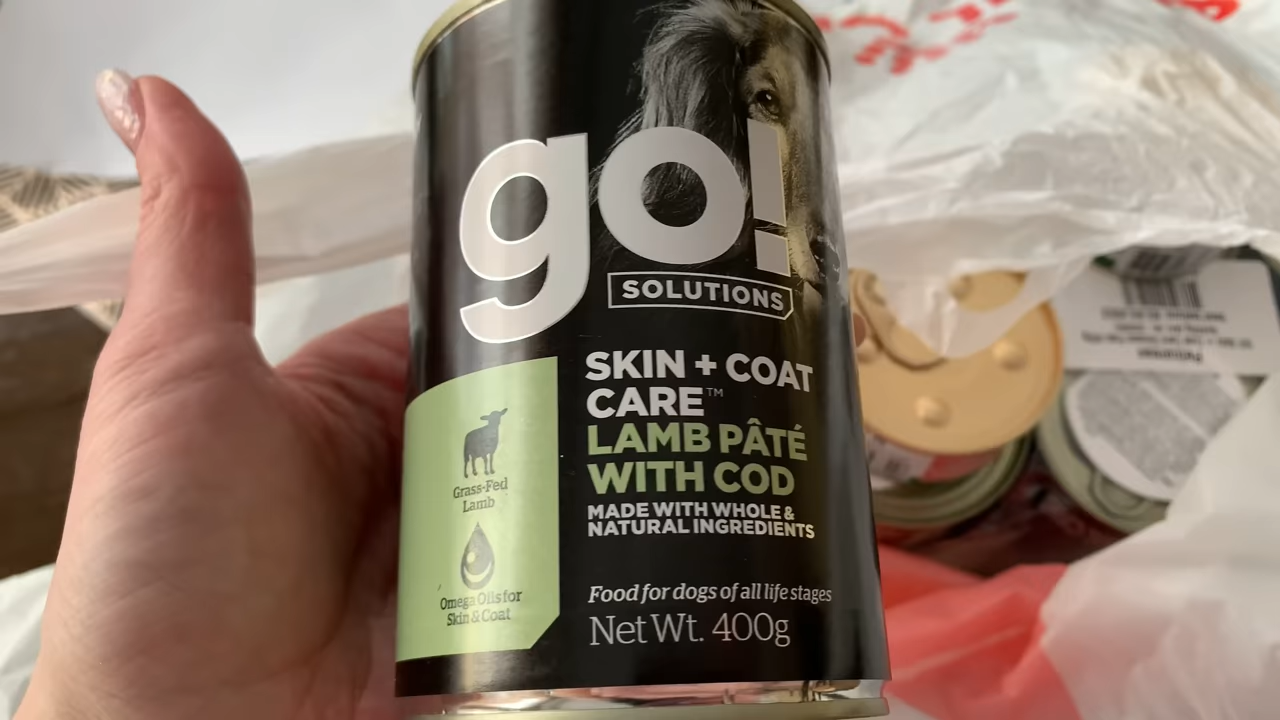 go!
SOLUTIONS
SKIN + COAT
CARE™
LAMB PÂTÉ
WITH COD
MADE WITH WHOLE &
NATURAL INGREDIENTS
Grass-Fed
Lamb
Omega Oils for
Skin & Coat
Food for dogs of all life stages
Net Wt. 400g